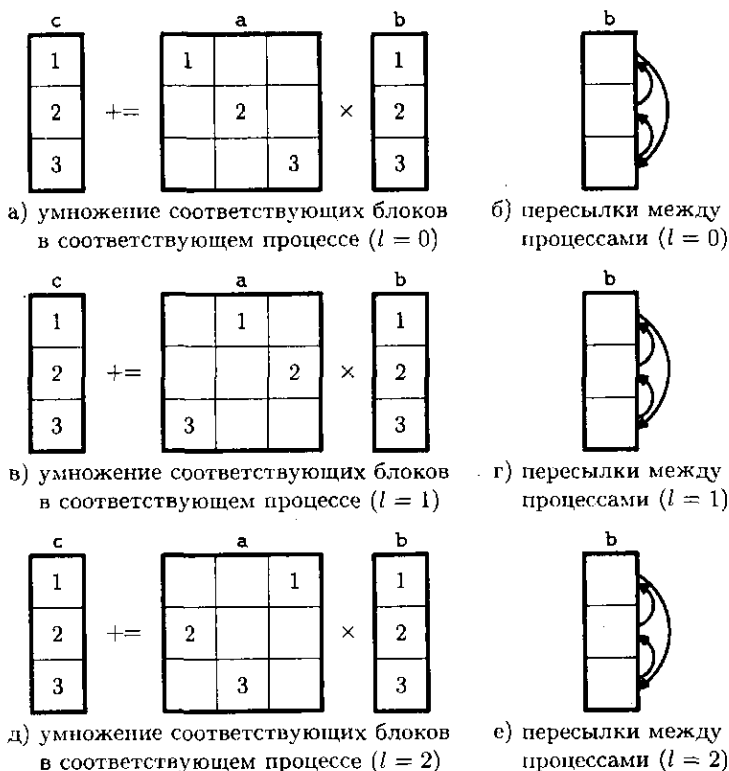 c a b b
1 1 1
2 += 2 × 2
3 3 3
а) умножение соответствующих блоков
в соответствующем процессе (l = 0)
б) пересылки между
процессами (l = 0)
c a b b
1 1 1
2 += 2 × 2
3 3 3
в) умножение соответствующих блоков
в соответствующем процессе (l = 1)
г) пересылки между
процессами (l = 1)
c a b b
1 1 1
2 += 2 × 2
3 3 3
д) умножение соответствующих блоков
в соответствующем процессе (l = 2)
е) пересылки между
процессами (l = 2)